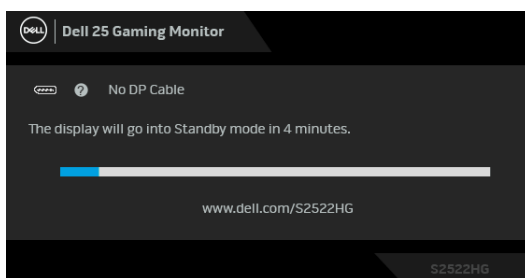 DELL
Dell 25 Gaming Monitor
? No DP Cable
The display will go into Standby mode in 4 minutes.
www.dell.com/S2522HG
S2522HG